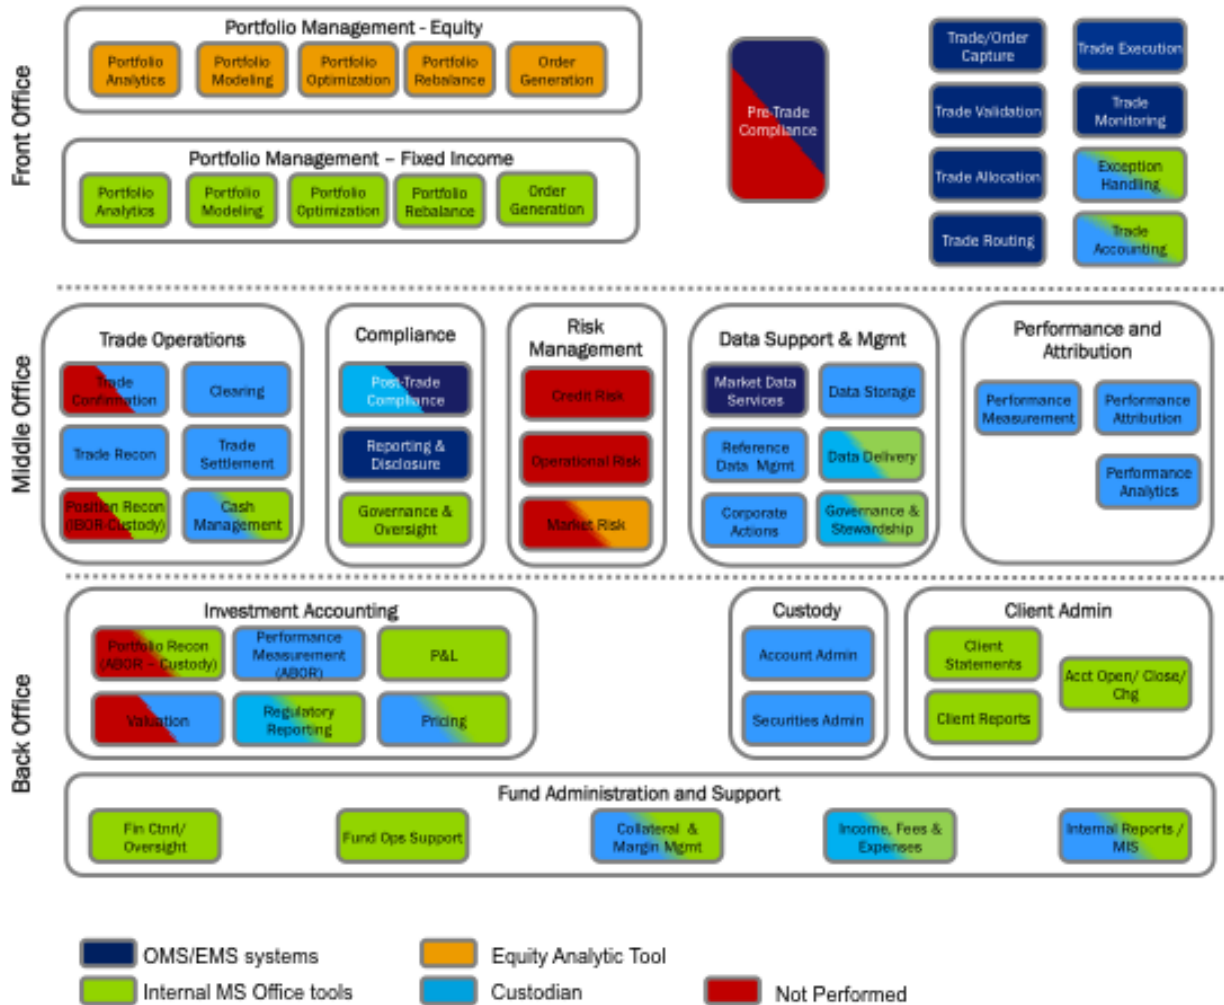 Front Office
Portfolio Management - Equity
Portfolio
Analytics
Portfolio
Modeling
Portfolio
Optimization
Portfolio
Rebalance
Order
Generation
Portfolio Management – Fixed Income
Portfolio
Analytics
Portfolio
Modeling
Portfolio
Optimization
Portfolio
Rebalance
Order
Generation
Pre-Trade
Compliance
Trade/Order
Capture
Trade Execution
Trade Validation
Trade
Monitoring
Trade Allocation
Exception
Handling
Trade Routing
Trade
Accounting
Middle Office
Trade Operations
Trade
Confirmation
Clearing
Trade Recon
Trade
Settlement
Position Recon
(IBOR-Custody)
Cash
Management
Compliance
Post-Trade
Compliance
Reporting &
Disclosure
Governance &
Oversight
Risk
Management
Credit Risk
Operational Risk
Market Risk
Data Support & Mgmt
Market Data
Services
Data Storage
Reference
Data Mgmt
Data Delivery
Corporate
Actions
Governance &
Stewardship
Performance and
Attribution
Performance
Measurement
Performance
Attribution
Performance
Analytics
Back Office
Investment Accounting
Portfolio Recon
(ABOR – Custody)
Performance
Measurement
(ABOR)
P&L
Valuation
Regulatory
Reporting
Pricing
Custody
Account Admin
Securities Admin
Client Admin
Client
Statements
Acct Open/ Close/
Chg
Client Reports
Fund Administration and Support
Fin Ctnrl/
Oversight
Fund Ops Support
Collateral &
Margin Mgmt
Income, Fees &
Expenses
Internal Reports /
MIS
OMS/EMS systems
Equity Analytic Tool
Internal MS Office tools
Custodian
Not Performed